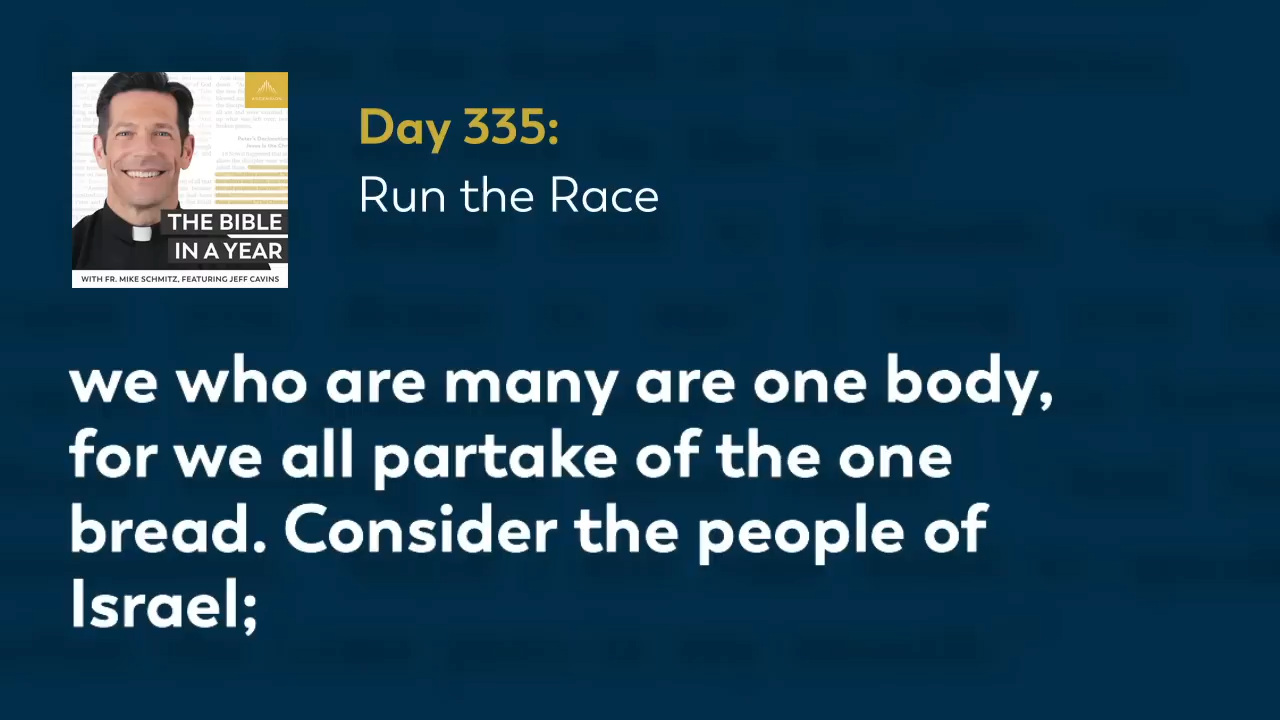 Day 335:
Run the Race
THE BIBLE
IN A YEAR
WITH FR. MIKE SCHMITZ, FEATURING JEFF CAVINS
we who are many are one body,
for we all partake of the one
bread. Consider the people of
Israel;